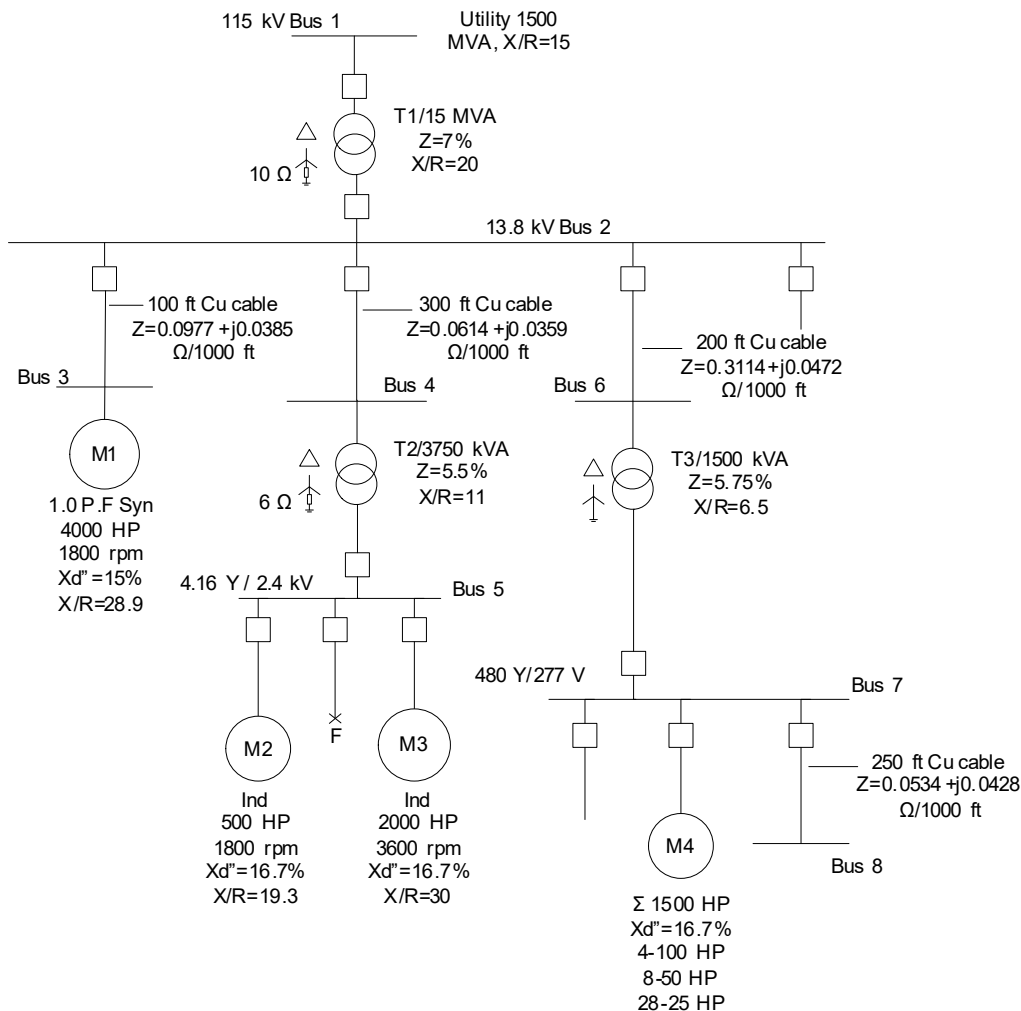 115 kV Bus 1
Utility 1500
MVA, X/R=15
T1/15 MVA
Z=7%
X/R=20
10 Ω
13.8 kV Bus 2
100 ft Cu cable
Z=0.0977 +j0.0385
Ω/1000 ft
300 ft Cu cable
Z=0.0614 +j0.0359
Ω/1000 ft
200 ft Cu cable
Z=0.3114+j0.0472
Ω/1000 ft
Bus 3
Bus 4
Bus 6
M1
1.0 P.F Syn
4000 HP
1800 rpm
Xd”=15%
X/R=28.9
T2/3750 kVA
Z=5.5%
X/R=11
6 Ω
T3/1500 kVA
Z=5.75%
X/R=6.5
4.16 Y / 2.4 kV
Bus 5
480 Y/277 V
Bus 7
M2
F
M3
Ind
500 HP
1800 rpm
Xd”=16.7%
X/R=19.3
Ind
2000 HP
3600 rpm
Xd”=16.7%
X/R=30
250 ft Cu cable
Z=0.0534 +j0.0428
Ω/1000 ft
M4
Bus 8
Σ 1500 HP
Xd”=16.7%
4-100 HP
8-50 HP
28-25 HP